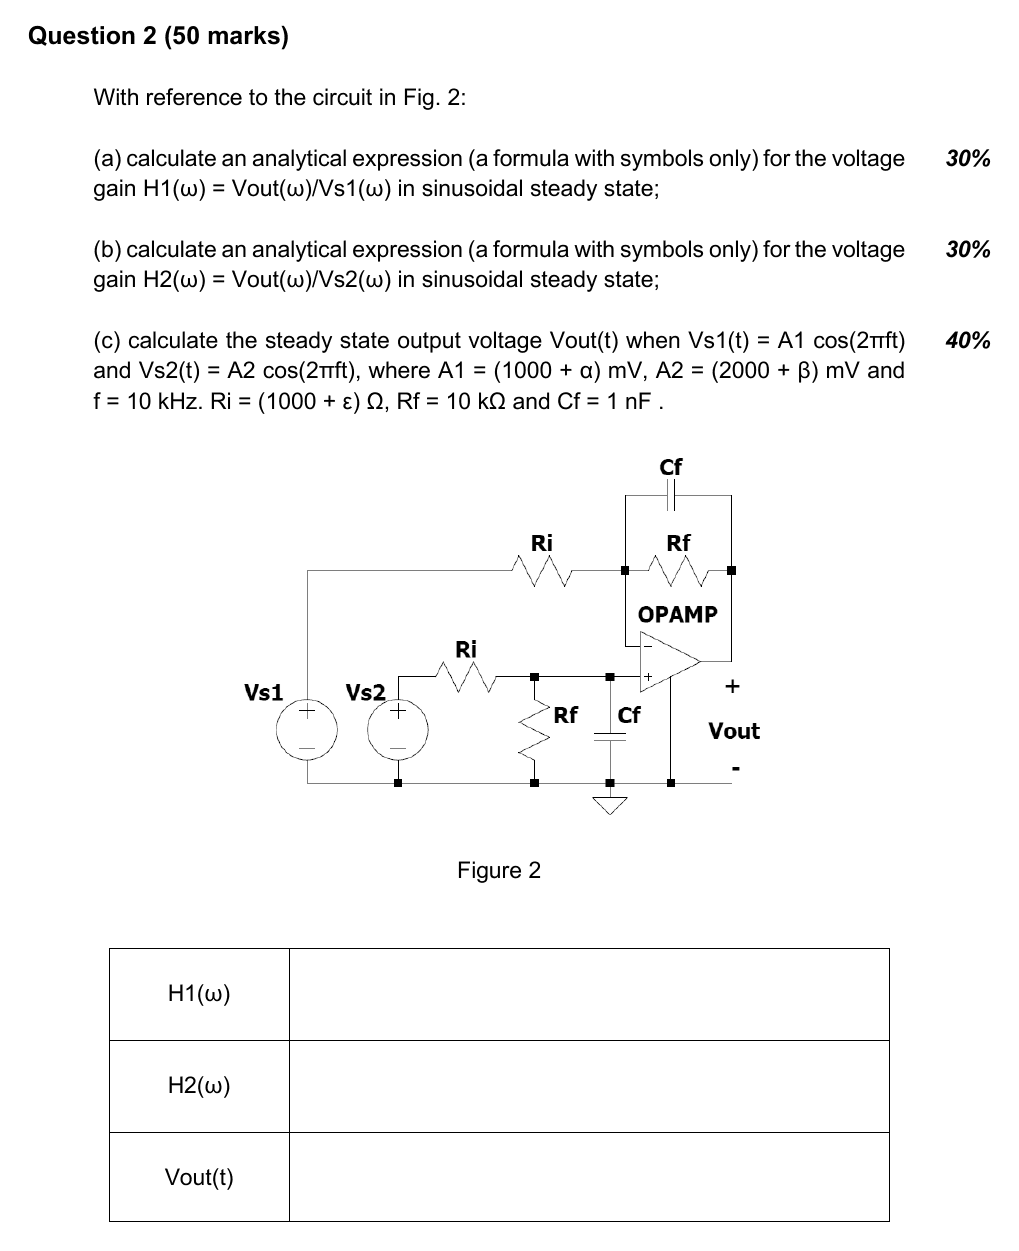 Question 2 (50 marks)
With reference to the circuit in Fig. 2:
(a) calculate an analytical expression (a formula with symbols only) for the voltage 30%
gain H1(ω) = Vout(ω)/Vs1(ω) in sinusoidal steady state;
(b) calculate an analytical expression (a formula with symbols only) for the voltage 30%
gain H2(ω) = Vout(ω)/Vs2(ω) in sinusoidal steady state;
(c) calculate the steady state output voltage Vout(t) when Vs1(t) = A1 cos(2πft) 40%
and Vs2(t) = A2 cos(2πft), where A1 = (1000 + α) mV, A2 = (2000 + β) mV and
f = 10 kHz. Ri = (1000 + ε) Ω, Rf = 10 kΩ and Cf = 1 nF .
Cf
Ri Rf
OPAMP
Ri
Vs1 Vs2
Rf Cf
+
Vout
-
Figure 2
H1(ω)
H2(ω)
Vout(t)